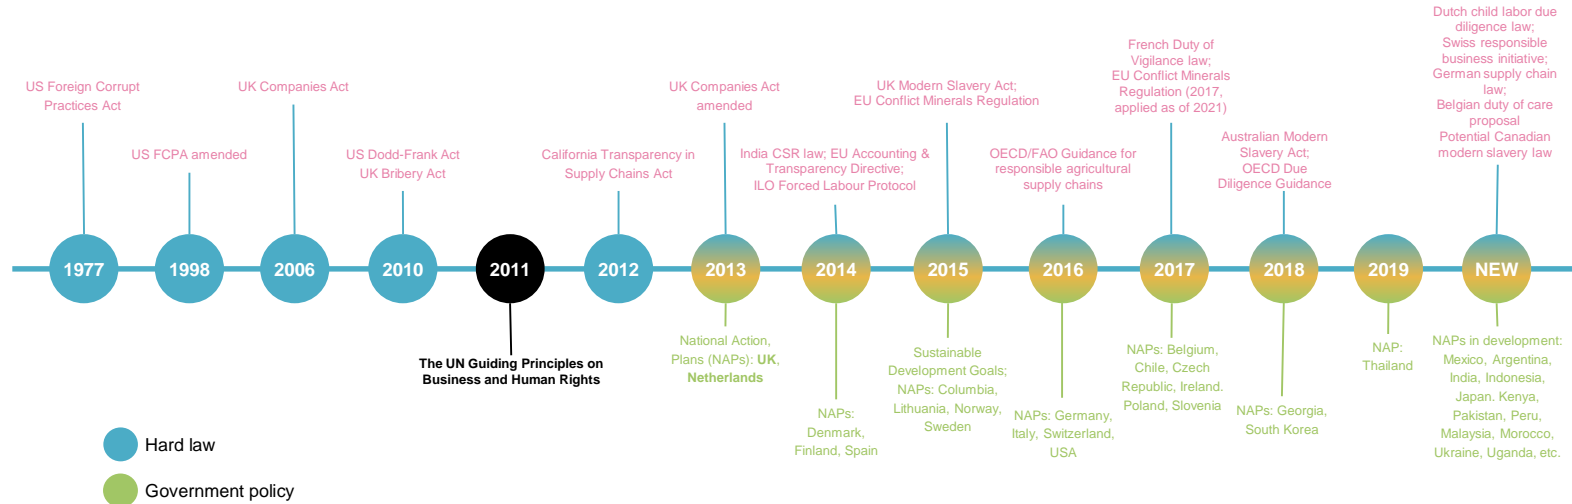 US Foreign Corrupt
Practices Act
US FCPA amended
UK Companies Act
US Dodd-Frank Act
UK Bribery Act
California Transparency in
Supply Chains Act
UK Companies Act
amended
India CSR law; EU Accounting &
Transparency Directive;
ILO Forced Labour Protocol
UK Modern Slavery Act;
EU Conflict Minerals Regulation
OECD/FAO Guidance for
responsible agricultural
supply chains
French Duty of
Vigilance law;
EU Conflict Minerals
Regulation (2017,
applied as of 2021)
Australian Modern
Slavery Act;
OECD Due
Diligence Guidance
Dutch child labor due
diligence law;
Swiss responsible
business initiative;
German supply chain
law;
Belgian duty of care
proposal
Potential Canadian
modern slavery law
1977
1998
2006
2010
2011
2012
2013
2014
2015
2016
2017
2018
2019
NEW
The UN Guiding Principles on
Business and Human Rights
National Action,
Plans (NAPs): UK,
Netherlands
NAPs:
Denmark,
Finland, Spain
Sustainable
Development Goals;
NAPs: Columbia,
Lithuania, Norway,
Sweden
NAPs: Germany,
Italy, Switzerland,
USA
NAPs: Belgium,
Chile, Czech
Republic, Ireland.
Poland, Slovenia
NAPs: Georgia,
South Korea
NAP:
Thailand
NAPs in development:
Mexico, Argentina,
India, Indonesia,
Japan. Kenya,
Pakistan, Peru,
Malaysia, Morocco,
Ukraine, Uganda, etc.
Hard law
Government policy